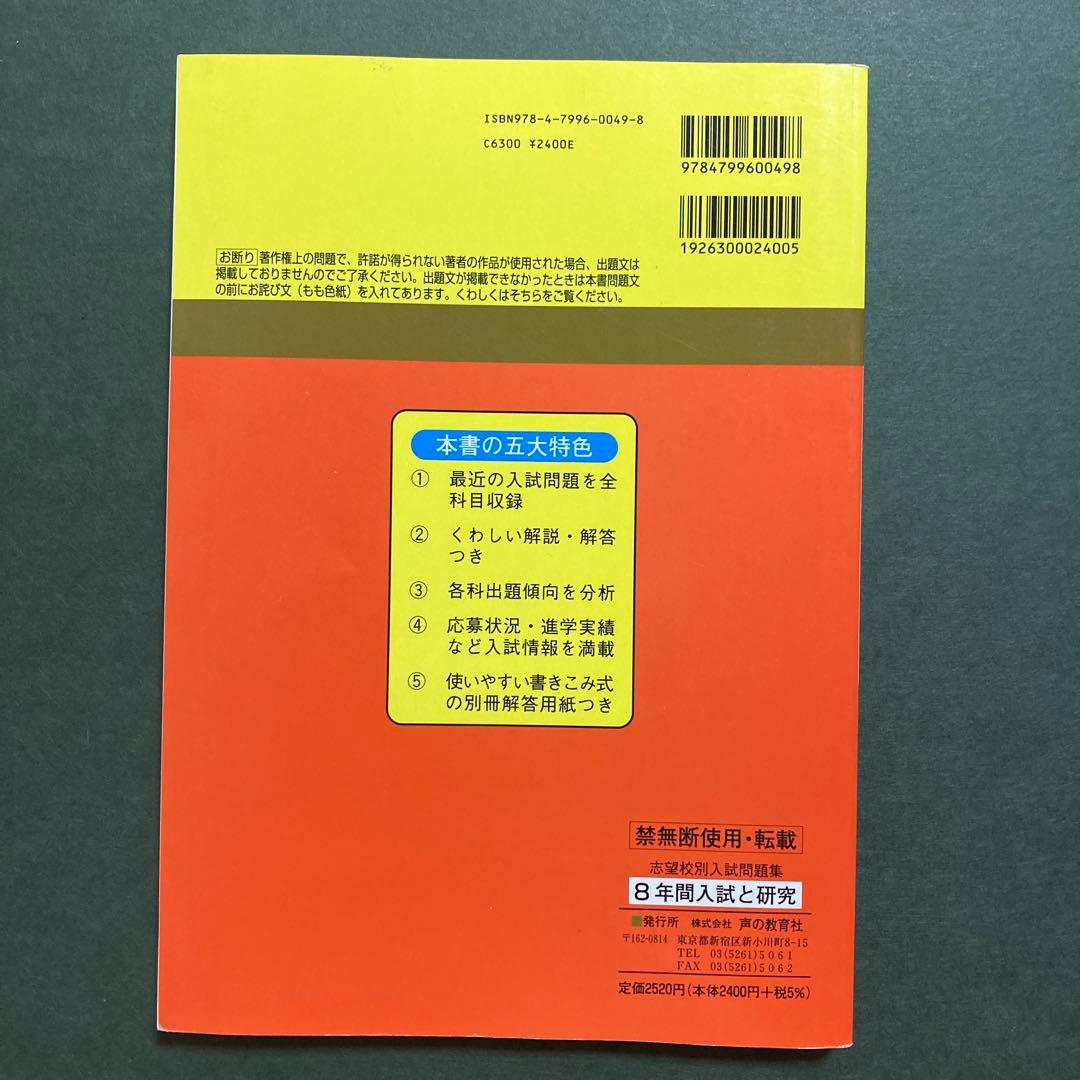 ISBN978-4-7996-0049-8
C6300 ¥2400E
9784799600498
1926300024005
お断り 著作権上の問題で、許諾が得られない著者の作品が使用された場合、出題文は
掲載しておりませんのでご了承ください。出題文が掲載できなかったときは本書問題文
の前にお詫び文（もも色紙）を入れてあります。くわしくはそちらをご覧ください。
本書の五大特色
① 最近の入試問題を全
科目収録
② くわしい解説・解答
つき
③ 各科出題傾向を分析
④ 応募状況・進学実績
など入試情報を満載
⑤ 使いやすい書きこみ式
の別冊解答用紙つき
禁無断使用・転載
志望校別入試問題集
8年間入試と研究
■発行所 株式会社 声の教育社
〒162-0814 東京都新宿区新小川町8-15
TEL 03(5261)5061
FAX 03(5261)5062
定価2520円(本体2400円＋税5%)